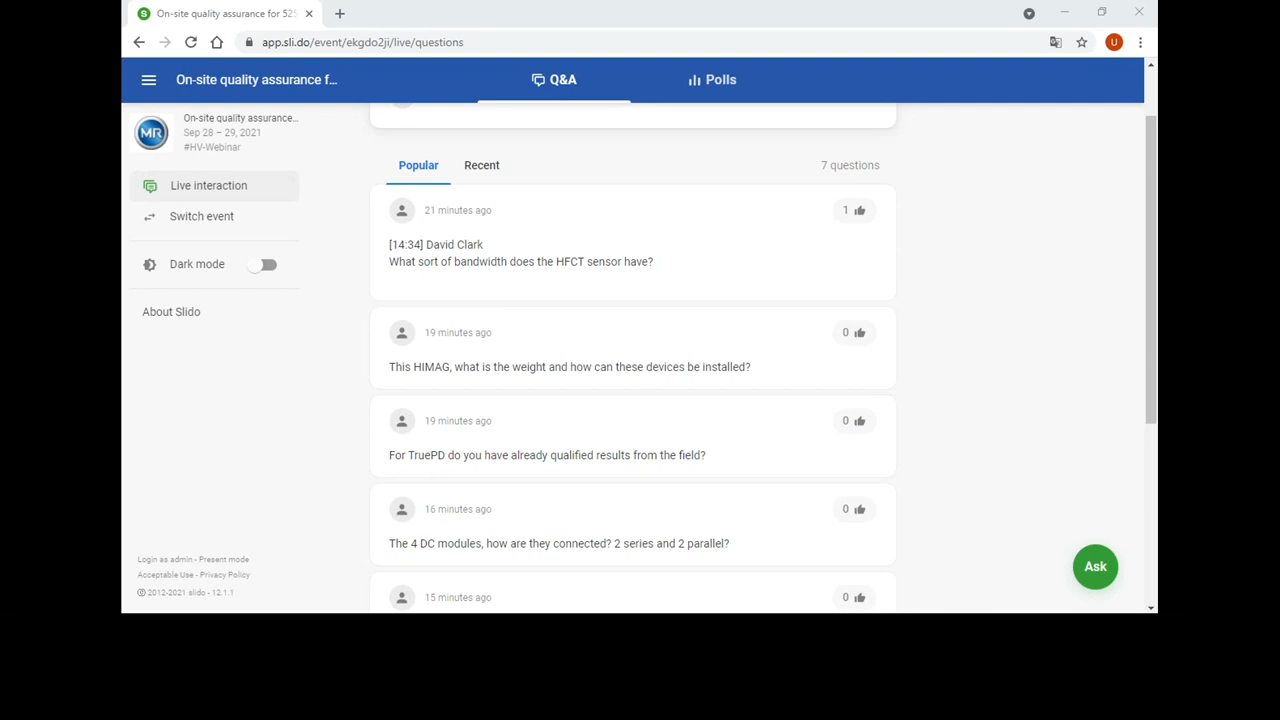 On-site quality assurance for 525
app.sli.do/event/ekgdo2ji/live/questions
U
On-site quality assurance f...
Q&A
Polls
MR
On-site quality assurance...
Sep 28 – 29, 2021
#HV-Webinar
Live interaction
Switch event
Dark mode
About Slido
Popular
Recent
7 questions
21 minutes ago
1
[14:34] David Clark
What sort of bandwidth does the HFCT sensor have?
19 minutes ago
0
This HIMAG, what is the weight and how can these devices be installed?
19 minutes ago
0
For TruePD do you have already qualified results from the field?
16 minutes ago
0
The 4 DC modules, how are they connected? 2 series and 2 parallel?
15 minutes ago
0
Login as admin - Present mode
Acceptable Use - Privacy Policy
© 2012-2021 slido - 12.1.1
Ask